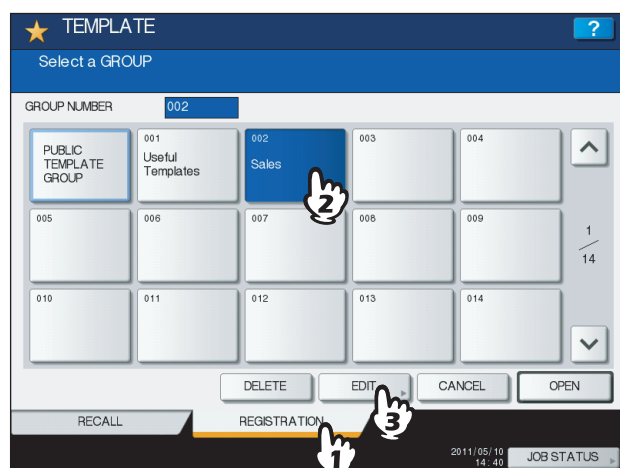 TEMPLATE
?
Select a GROUP
GROUP NUMBER 002
PUBLIC
TEMPLATE
GROUP
001
Useful
Templates
002
Sales
003
004
005
006
007
008
009
1
14
010
011
012
013
014
DELETE
EDIT
CANCEL
OPEN
RECALL
REGISTRATION
2
3
1
2011/05/10
14:40
JOB STATUS